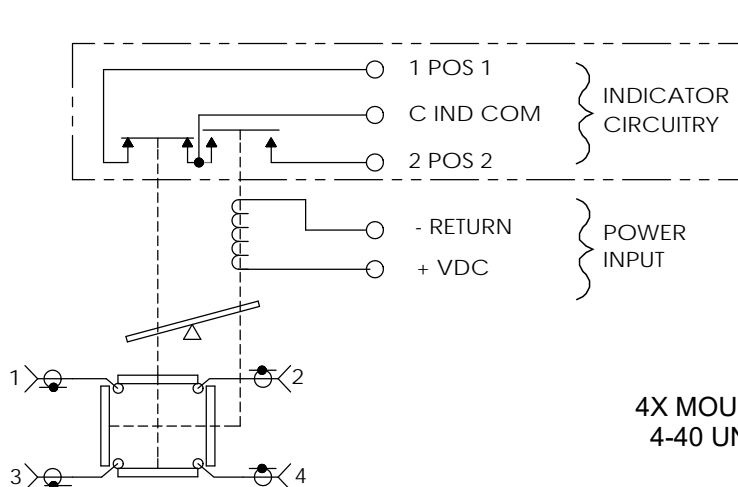 1 POS 1
C IND COM
2 POS 2
INDICATOR
CIRCUITRY
- RETURN
+ VDC
POWER
INPUT
1
2
3
4
4X MOU
4-40 UN